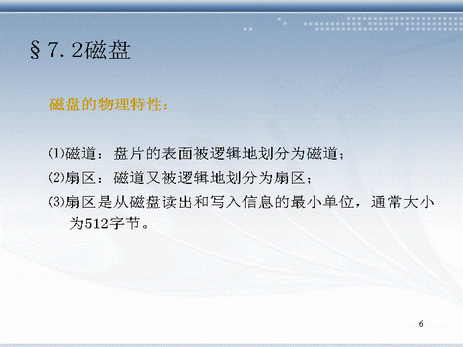 §7.2磁盘
磁盘的物理特性：
⑴磁道：盘片的表面被逻辑地划分为磁道；
⑵扇区：磁道又被逻辑地划分为扇区；
⑶扇区是从磁盘读出和写入信息的最小单位，通常大小
为512字节。
6